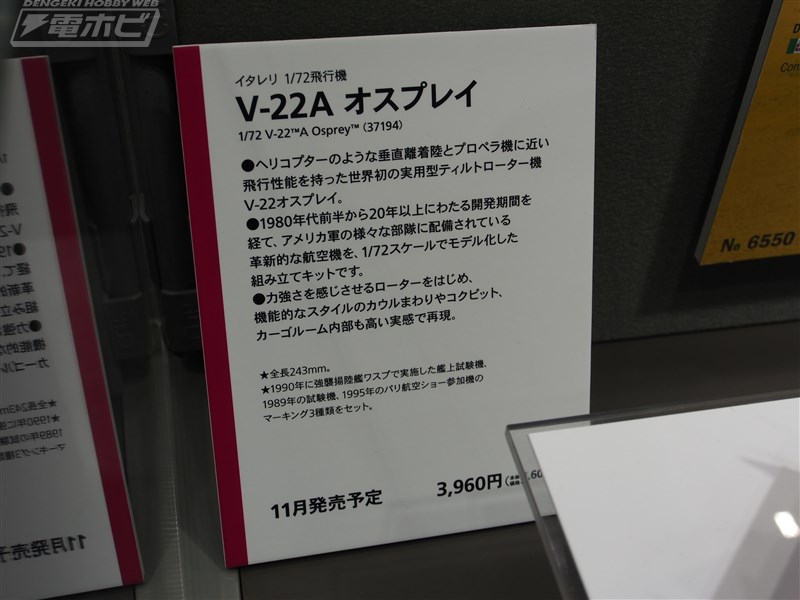 DENGEKI HOBBY WEB
電ホビ
イタレリ 1/72飛行機
V-22A オスプレイ
1/72 V-22™A Osprey™ (37194)
●ヘリコプターのような垂直離着陸とプロペラ機に近い
飛行性能を持った世界初の実用型ティルトローター機
V-22オスプレイ。
●1980年代前半から20年以上にわたる開発期間を
経て、アメリカ軍の様々な部隊に配備されている
革新的な航空機を、1/72スケールでモデル化した
組み立てキットです。
●力強さを感じさせるローターをはじめ、
機能的なスタイルのカウルまわりやコクピット、
カーゴルーム内部も高い実感で再現。
★全長243mm。
★1990年に強襲揚陸艦ワスプで実施した艦上試験機、
1989年の試験機、1995年のパリ航空ショー参加機の
マーキング3種類をセット。
11月発売予定
3,960円
№ 6550